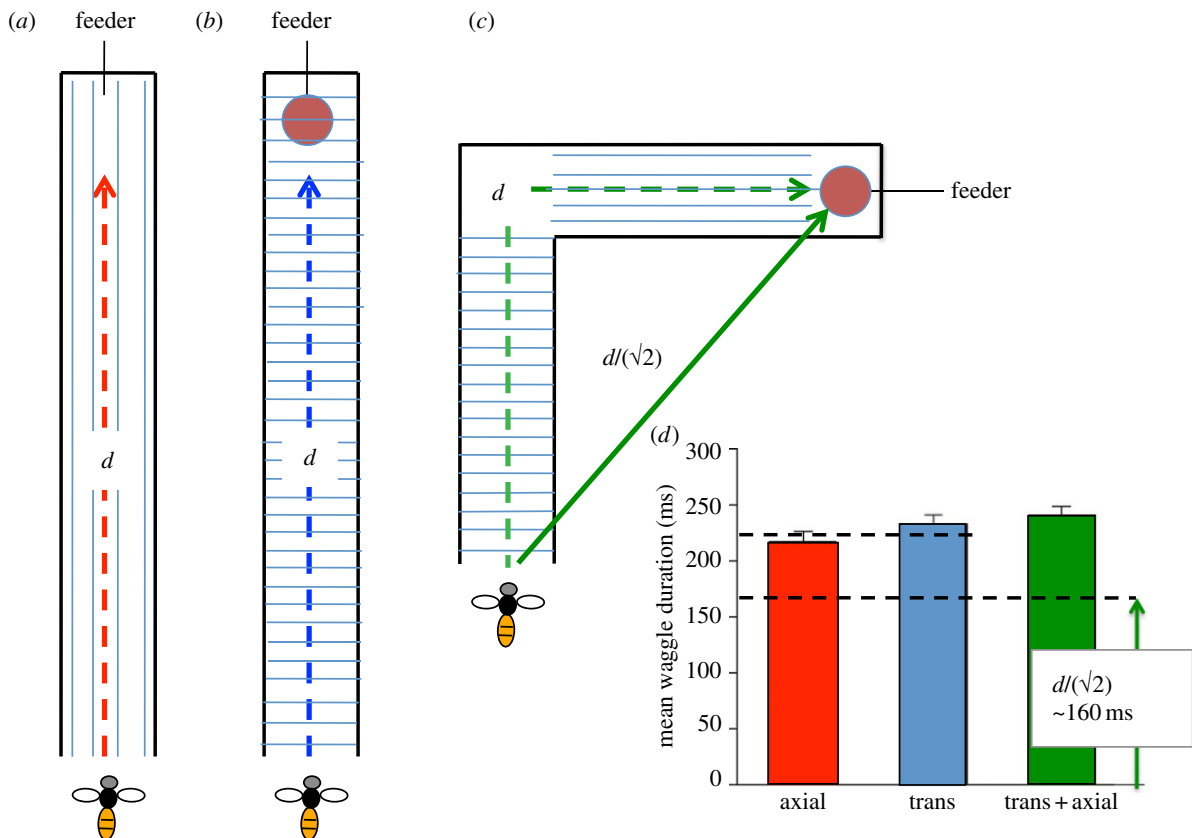 (a)
feeder
d
(b)
feeder
d
(c)
d
feeder
d/(√2)
(d)
300
250
200
150
100
50
0
mean waggle duration (ms)
d/(√2)
~160 ms
axial
trans
trans + axial